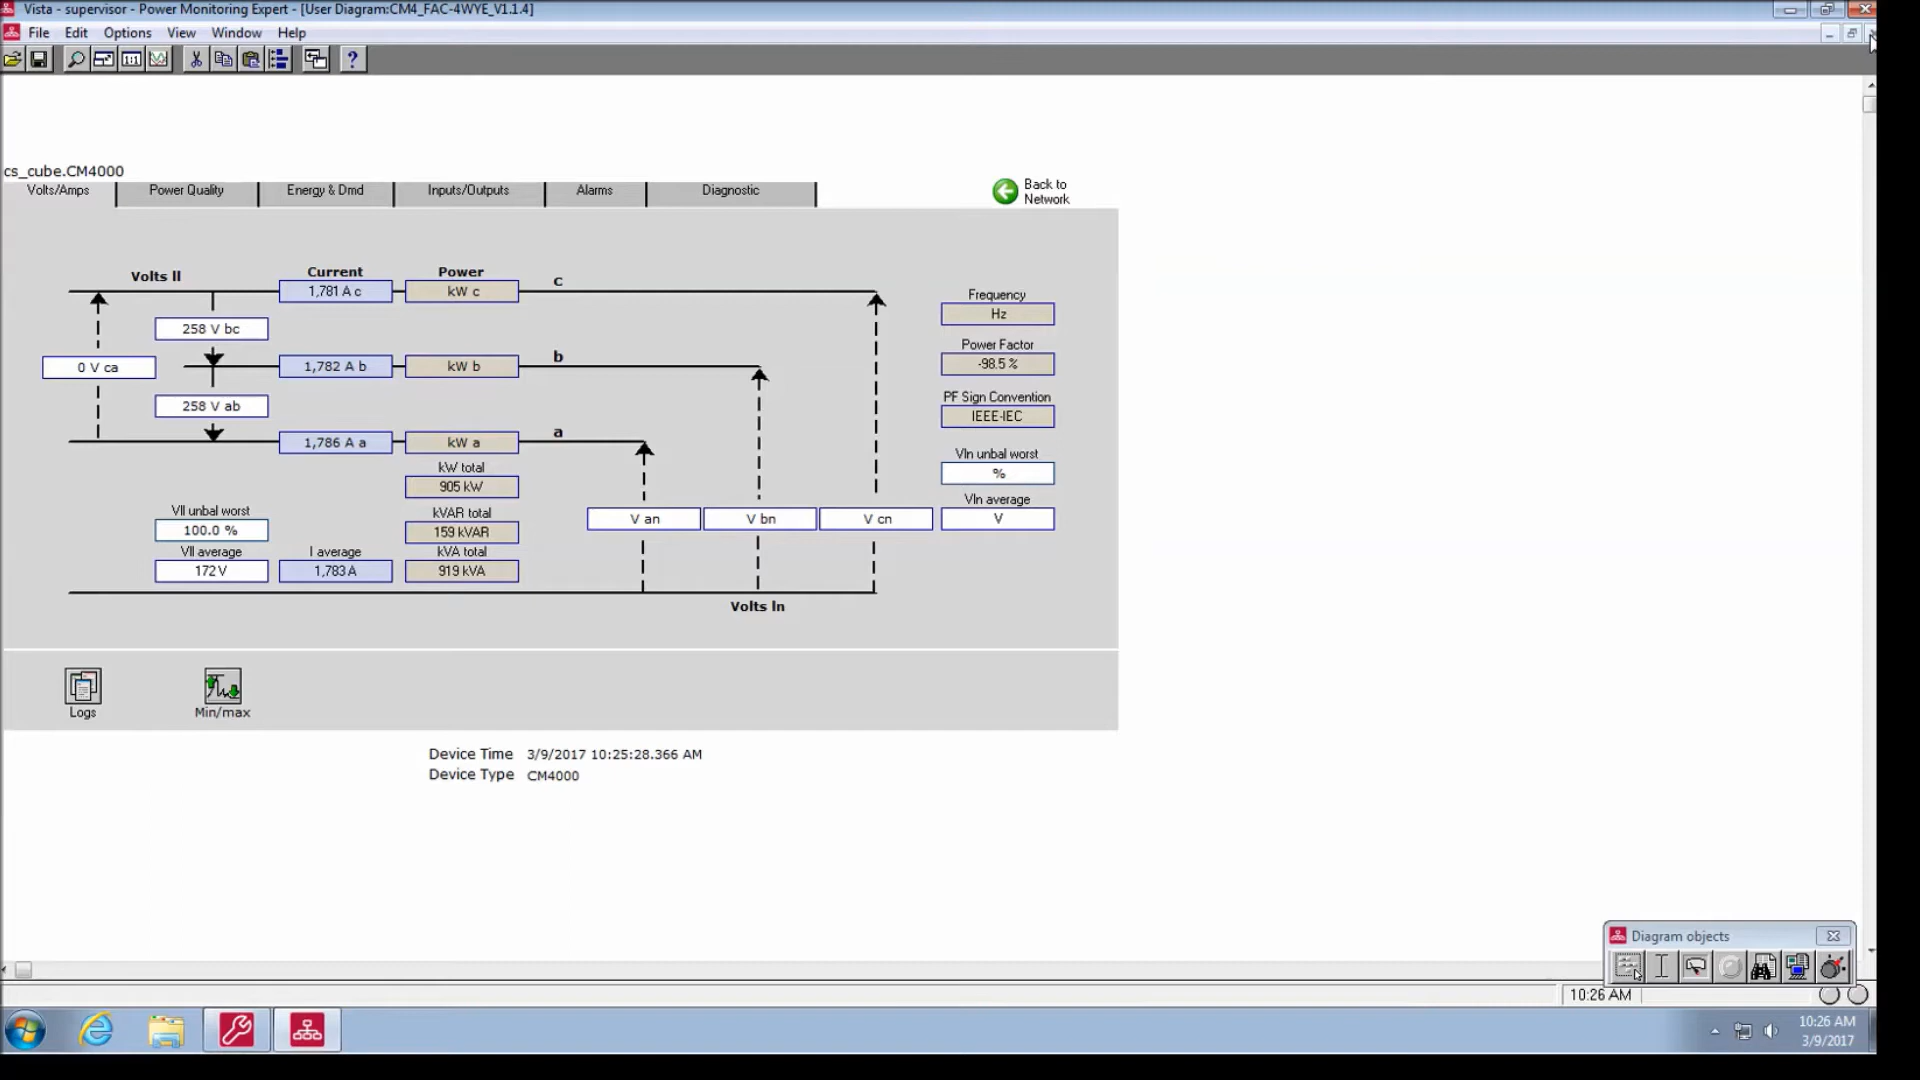 Vista - supervisor - Power Monitoring Expert - [User Diagram:CM4_FAC-4WYE_V1.1.4]
File Edit Options View Window Help
1:1 ?
cs_cube.CM4000
Volts/Amps Power Quality Energy & Dmd Inputs/Outputs Alarms Diagnostic
Back to
Network
Volts ll Current Power
1,781 A c kW c c
258 V bc
0 V ca 1,782 A b kW b b
258 V ab
1,786 A a kW a a
kW total
905 kW
kVAR total
159 kVAR
kVA total
919 kVA
Vll unbal worst
100.0 %
Vll average
172 V
I average
1,783 A
V an V bn V cn
Volts ln
Frequency
Hz
Power Factor
-98.5 %
PF Sign Convention
IEEE-IEC
Vln unbal worst
%
Vln average
V
Logs Min/max
Device Time 3/9/2017 10:25:28.366 AM
Device Type CM4000
Diagram objects
10:26 AM
10:26 AM
3/9/2017